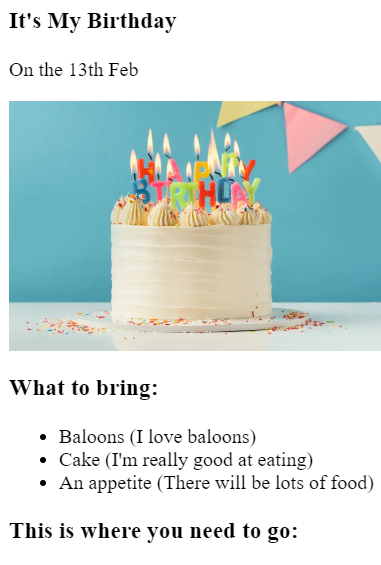 It's My Birthday
On the 13th Feb
HAPPY
BIRTHDAY
What to bring:
Baloons (I love baloons)
Cake (I'm really good at eating)
An appetite (There will be lots of food)
This is where you need to go: